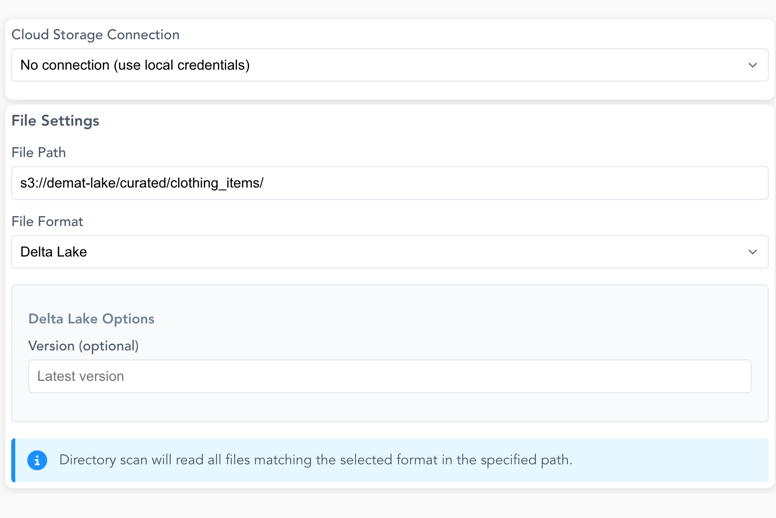 Cloud Storage Connection
No connection (use local credentials)
File Settings
File Path
s3://demat-lake/curated/clothing_items/
File Format
Delta Lake
Delta Lake Options
Version (optional)
Latest version
Directory scan will read all files matching the selected format in the specified path.